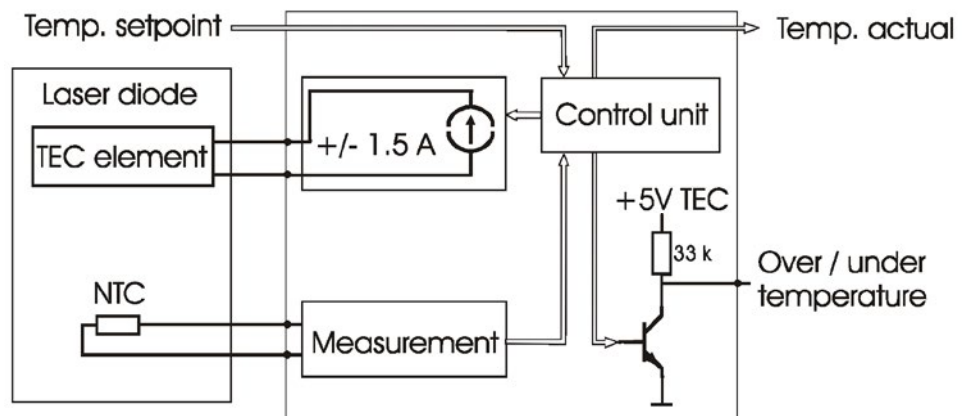 Temp. setpoint
Temp. actual
Laser diode
TEC element
+/- 1.5 A
Control unit
+5V TEC
33 k
Over / under
temperature
NTC
Measurement